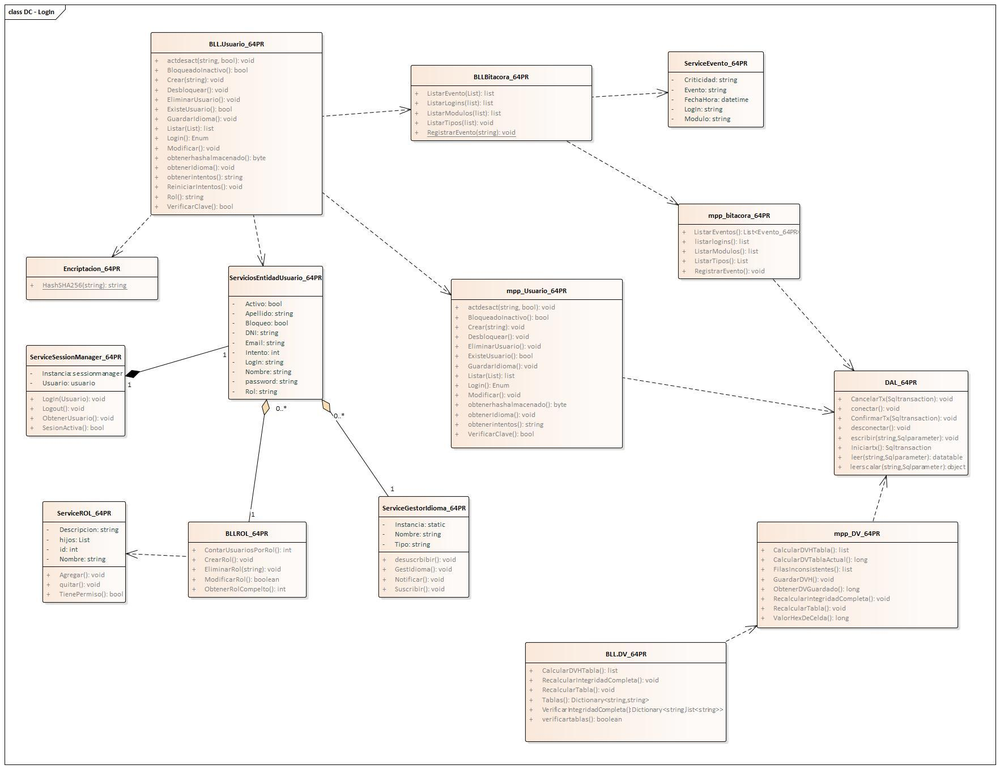 class DC - LogIn
BLL.Usuario_64PR
+ actdesact(string, bool): void
+ BloqueadoInactivo(): bool
+ Crear(string): void
+ Desbloquear(): void
+ EliminarUsuario(): void
+ ExisteUsuario(): bool
+ GuardarIdioma(): void
+ Listar(List): list
+ Login(): Enum
+ Modificar(): void
+ obtenerhashalmacenado(): byte
+ obtenerIdioma(): void
+ obtenerintentos(): string
+ ReiniciarIntentos(): void
+ Rol(): string
+ VerificarClave(): bool
BLLBitacora_64PR
+ ListarEvento(List): list
+ ListarLogins(list): list
+ ListarModulos(list): list
+ ListarTipos(list): void
+ RegistrarEvento(string): void
ServiceEvento_64PR
- Criticidad: string
- Evento: string
- FechaHora: datetime
- LogIn: string
- Modulo: string
mpp_bitacora_64PR
+ ListarEventos(): List<Evento_64PR>
+ listarlogins(): list
+ ListarModulos(): list
+ ListarTipos(): List
+ RegistrarEvento(): void
Encriptacion_64PR
+ HashSHA256(string): string
ServiciosEntidadUsuario_64PR
- Activo: bool
- Apellido: string
- Bloqueo: bool
- DNI: string
- Email: string
- Intento: int
- LogIn: string
- Nombre: string
- password: string
- Rol: string
mpp_Usuario_64PR
+ actdesact(string, bool): void
+ BloqueadoInactivo(): bool
+ Crear(string): void
+ Desbloquear(): void
+ EliminarUsuario(): void
+ ExisteUsuario(): bool
+ GuardarIdioma(): void
+ Listar(List): list
+ Login(): Enum
+ Modificar(): void
+ obtenerhashalmacenado(): byte
+ obtenerIdioma(): void
+ obtenerintentos(): string
+ VerificarClave(): bool
ServiceSessionManager_64PR
- Instancia: sessionmanager
- Usuario: usuario
+ LogIn(Usuario): void
+ Logout(): void
+ ObtenerUsuario(): void
+ SesionActiva(): bool
1
1
0..*
0..*
1
1
DAL_64PR
+ CancelarTx(Sqltransaction): void
+ conectar(): void
+ ConfirmarTx(Sqltransaction): void
+ desconectar(): void
+ escribir(string,Sqlparameter): void
+ Iniciartx(): Sqltransaction
+ leer(string,Sqlparameter): datatable
+ leerscalar(string,Sqlparameter): object
ServiceROL_64PR
- Descripcion: string
- hijos: List
- id: int
- Nombre: string
+ Agregar(): void
+ quitar(): void
+ TienePermiso(): bool
BLLROL_64PR
+ ContarUsuariosPorRol(): int
+ CrearRol(): void
+ EliminarRol(string): void
+ ModificarRol(): boolean
+ ObtenerRolCompelto(): int
ServiceGestorIdioma_64PR
- Instancia: static
- Nombre: string
- Tipo: string
+ desuscrbibir(): void
+ GestIdioma(): void
+ Notificar(): void
+ Suscribir(): void
mpp_DV_64PR
+ CalcularDVHTabla(): list
+ CalcularDVTablaActual(): long
+ FilasInconsistentes(): list
+ GuardarDVH(): void
+ ObtenerDVGuardado(): long
+ RecalcularIntegridadCompleta(): void
+ RecalcularTabla(): void
+ ValorHexDeCelda(): long
BLL.DV_64PR
+ CalcularDVHTabla(): list
+ RecalcularIntegridadCompleta(): void
+ RecalcularTabla(): void
+ Tablas(): Dictionary<string,string>
+ VerificarIntegridadCompleta():Dictionary<string,list<string>>
+ verificartablas(): boolean